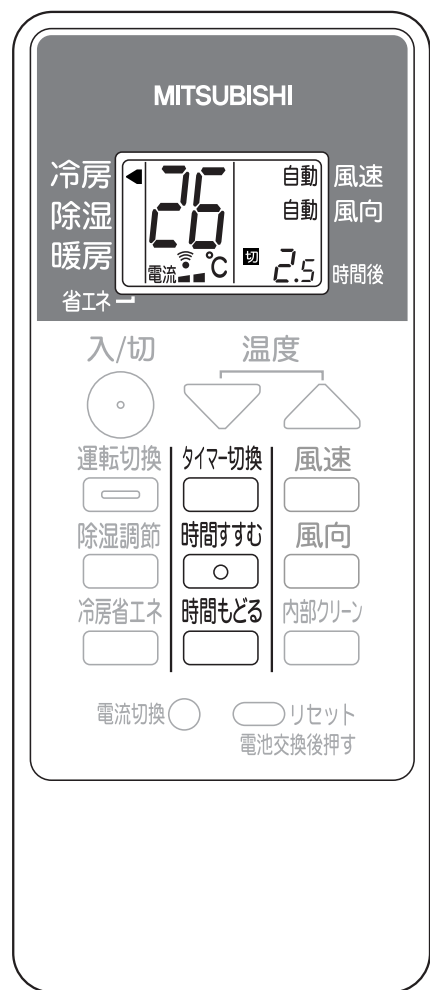 MITSUBISHI
冷房 26 自動 風速
除湿 自動 風向
暖房 電流 ℃ 切 2.5 時間後
省エネ
入/切 温度
運転切換 タイマー切換 風速
除湿調節 時間すすむ 風向
冷房省エネ 時間もどる 内部クリーン
電流切換 リセット
電池交換後押す